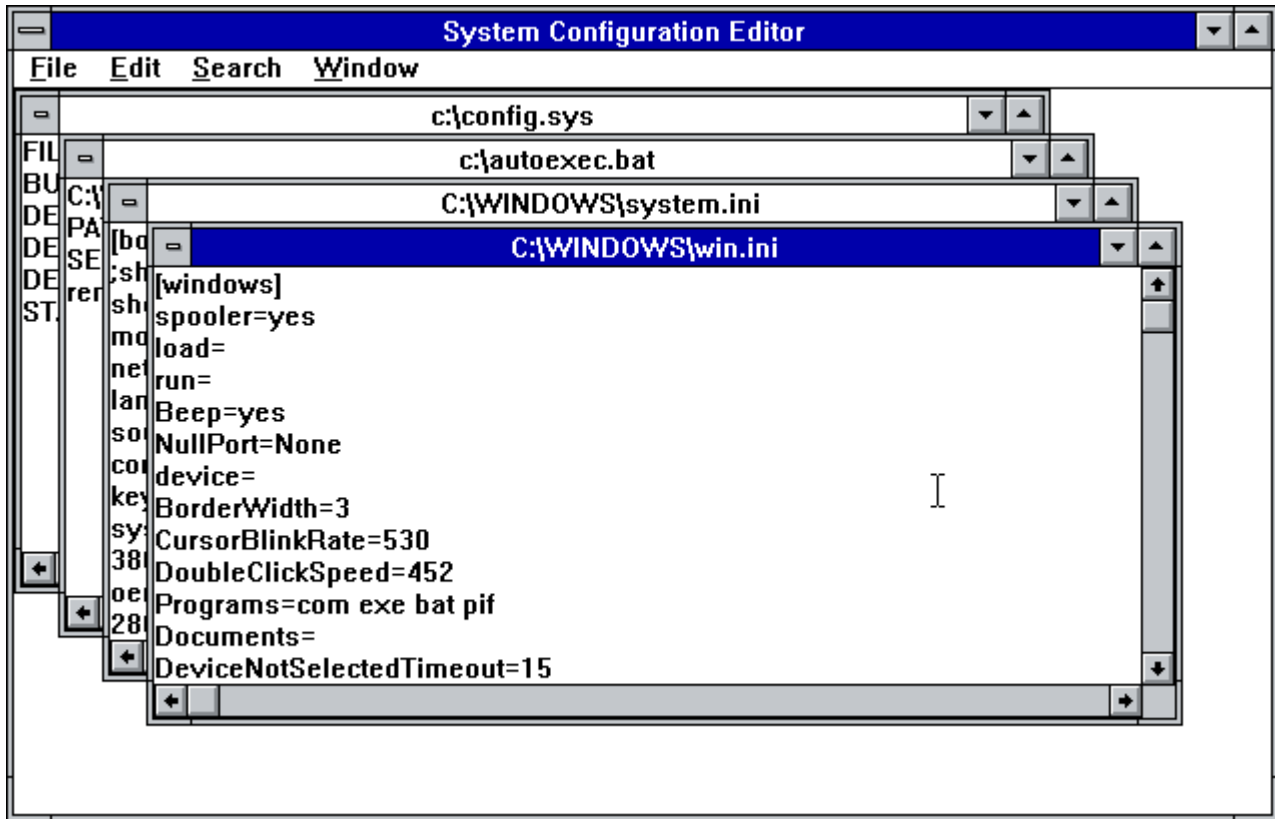 System Configuration Editor
File Edit Search Window
c:\config.sys
c:\autoexec.bat
C:\WINDOWS\system.ini
C:\WINDOWS\win.ini
[windows]
spooler=yes
load=
run=
Beep=yes
NullPort=None
device=
BorderWidth=3
CursorBlinkRate=530
DoubleClickSpeed=452
Programs=com exe bat pif
Documents=
DeviceNotSelectedTimeout=15